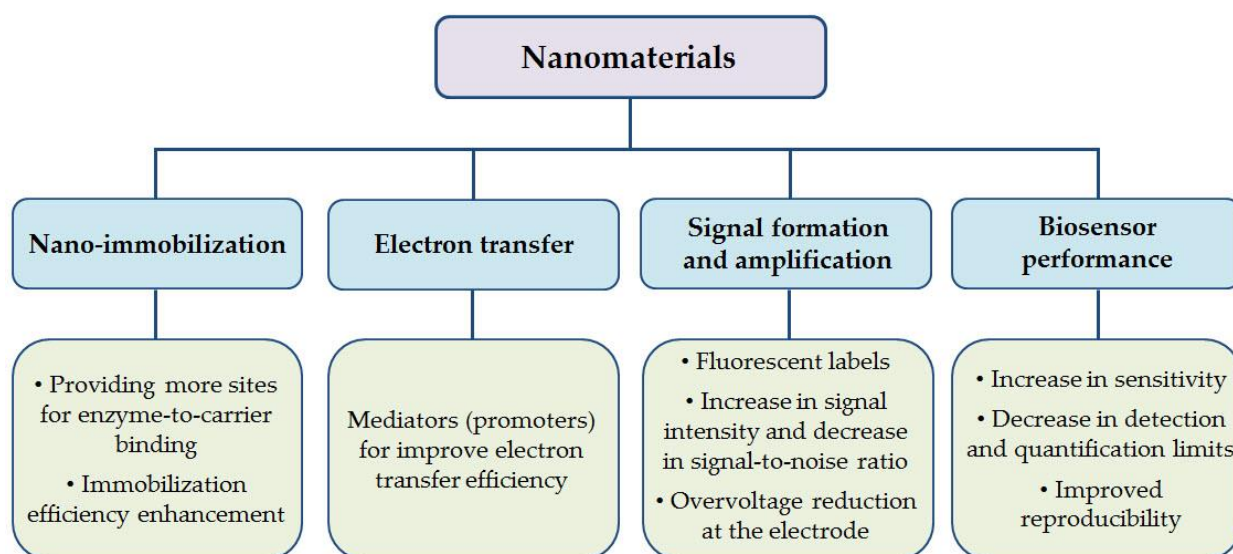 Nanomaterials
Nano-immobilization
Electron transfer
Signal formation
and amplification
Biosensor
performance
• Providing more sites
for enzyme-to-carrier
binding
• Immobilization
efficiency enhancement
Mediators (promoters)
for improve electron
transfer efficiency
• Fluorescent labels
• Increase in signal
intensity and decrease
in signal-to-noise ratio
• Overvoltage reduction
at the electrode
• Increase in sensitivity
• Decrease in detection
and quantification limits
• Improved
reproducibility